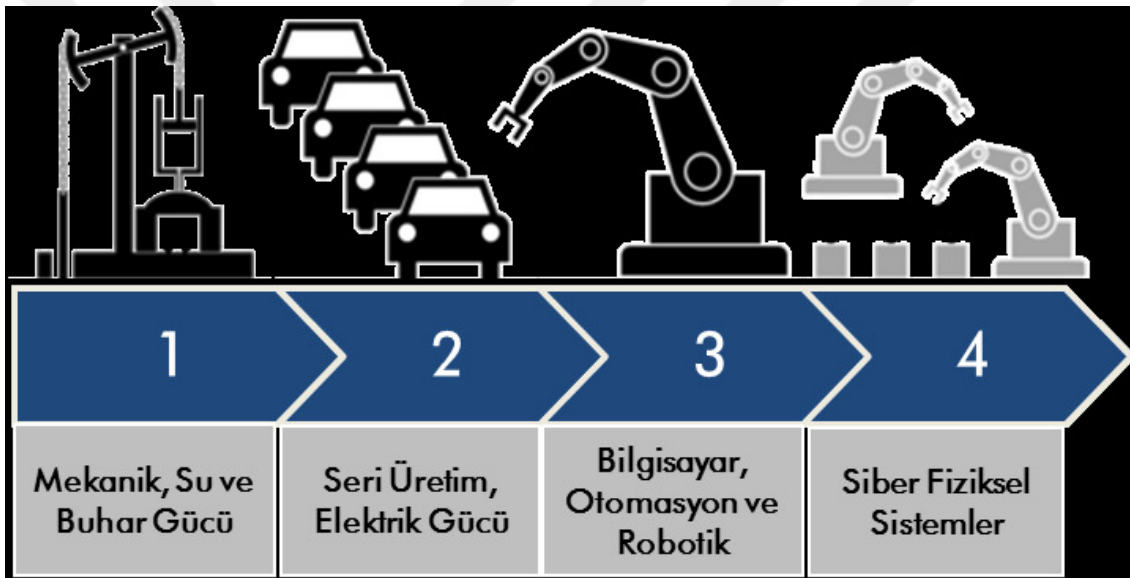 1
2
3
4
Mekanik, Su ve
Buhar Gücü
Seri Üretim,
Elektrik Gücü
Bilgisayar,
Otomasyon ve
Robotik
Siber Fiziksel
Sistemler